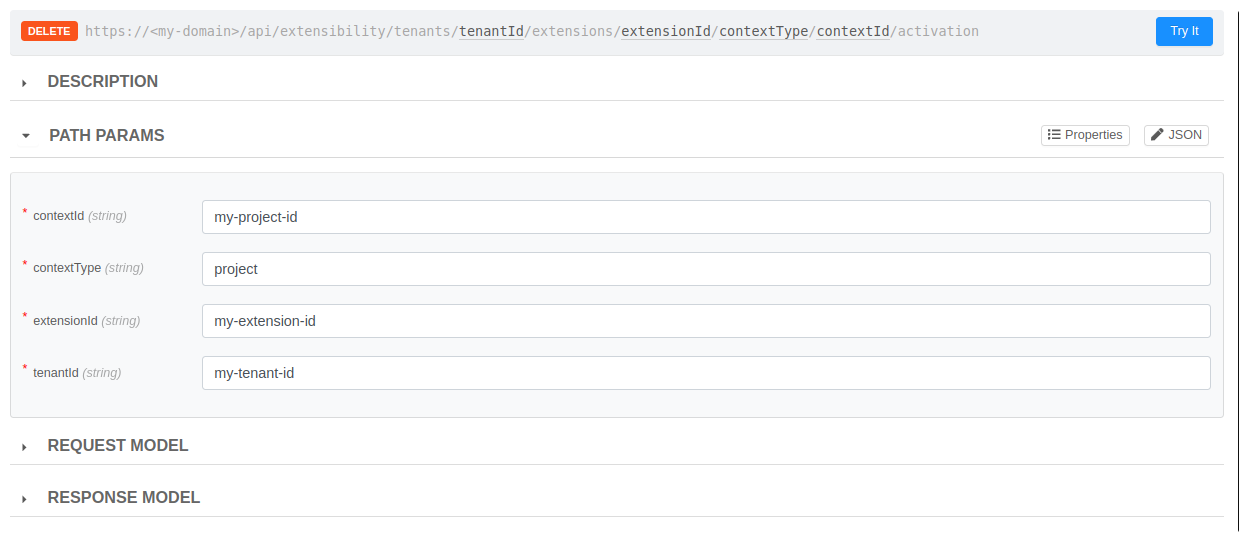 DELETE https://<my-domain>/api/extensibility/tenants/tenantId/extensions/extensionId/contextType/contextId/activation Try It
DESCRIPTION
PATH PARAMS Properties JSON
* contextId (string) my-project-id
* contextType (string) project
* extensionId (string) my-extension-id
* tenantId (string) my-tenant-id
REQUEST MODEL
RESPONSE MODEL